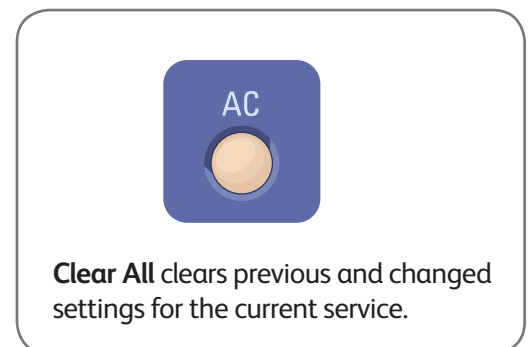 AC
Clear All clears previous and changed
settings for the current service.